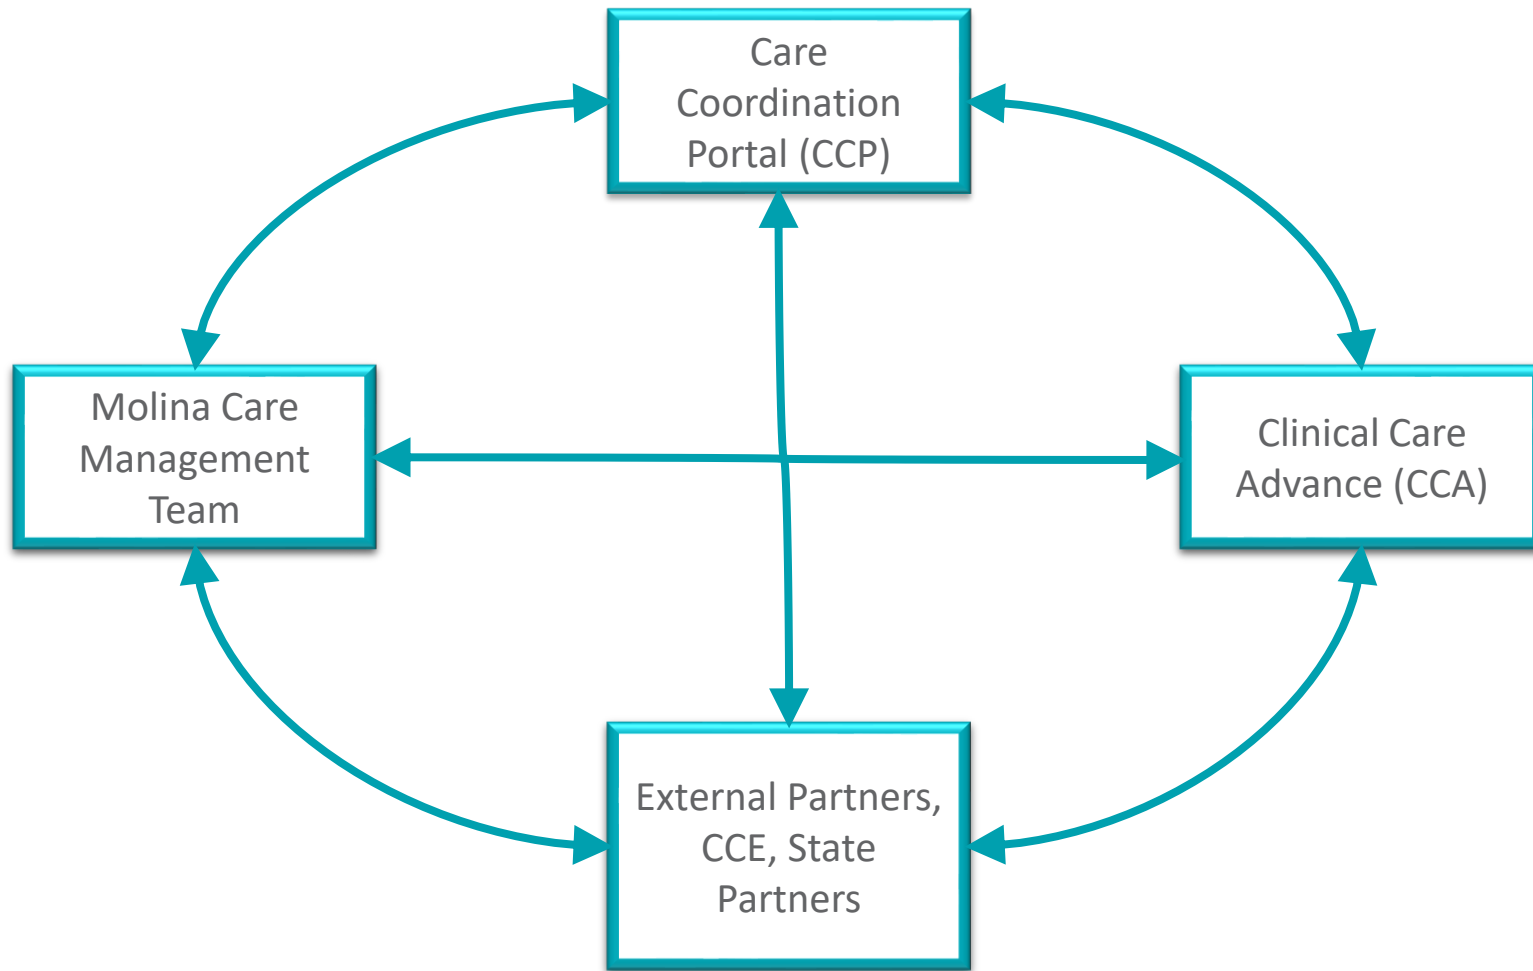 Care
Coordination
Portal (CCP)
Molina Care
Management
Team
Clinical Care
Advance (CCA)
External Partners,
CCE, State
Partners